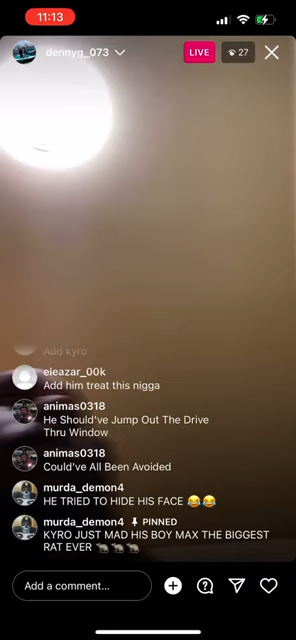 11:13
dennyg_073
LIVE
27
Add kyro
eleazar_00k
Add him treat this nigga
animas0318
He Should've Jump Out The Drive
Thru Window
animas0318
Could've All Been Avoided
murda_demon4
HE TRIED TO HIDE HIS FACE 😂😂
murda_demon4 PINNED
KYRO JUST MAD HIS BOY MAX THE BIGGEST
RAT EVER 🐀🐀🐀
Add a comment...